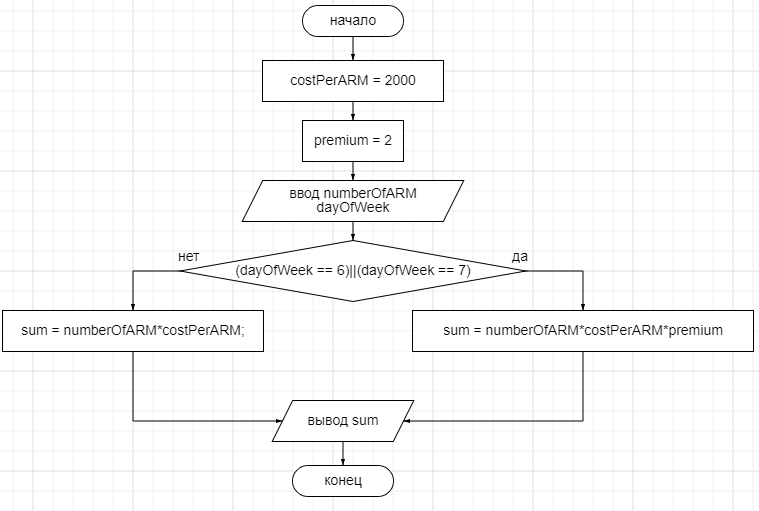 начало
costPerARM = 2000
premium = 2
ввод numberOfARM
dayOfWeek
нет
да
(dayOfWeek == 6)||(dayOfWeek == 7)
sum = numberOfARM*costPerARM;
sum = numberOfARM*costPerARM*premium
вывод sum
конец